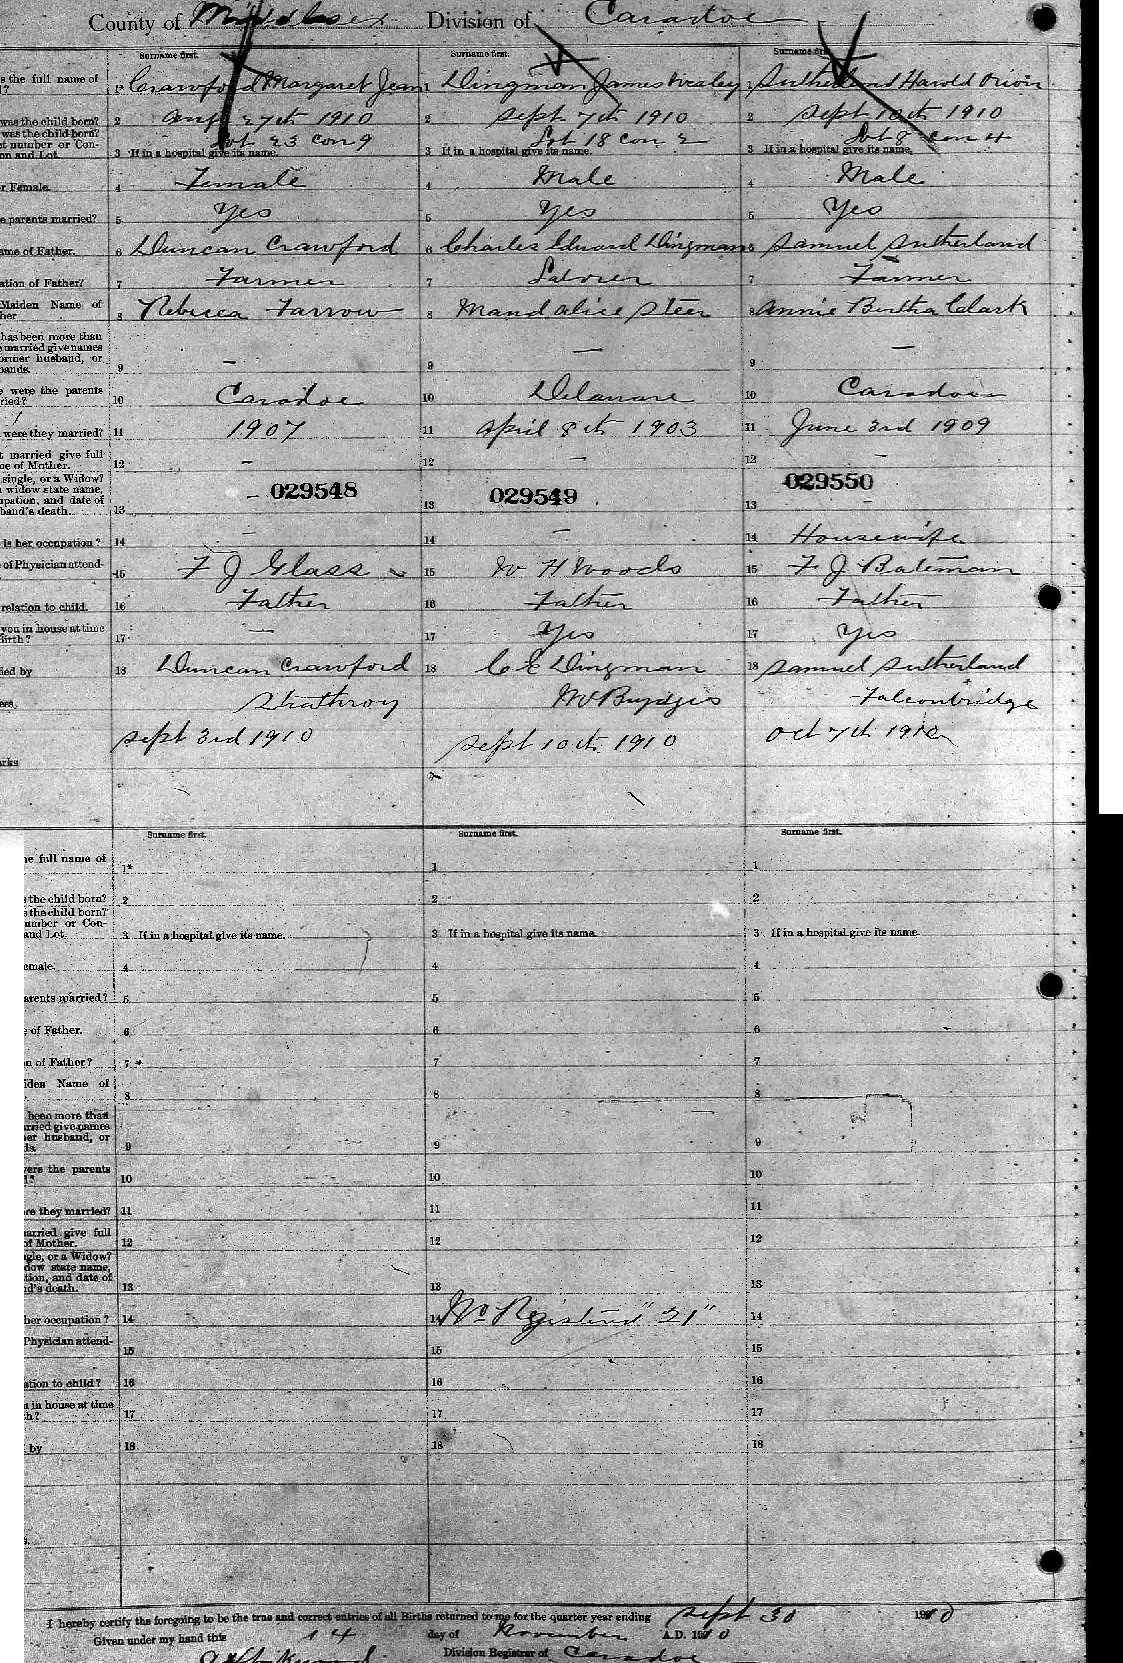 County of Middlesex Division of Caradoc
Surname first. Surname first. Surname first.
s the full name of 1 Crawford Margaret Jean 1 Dingman James Wesley Sutherland Harold
was the child born? 2 Aug 27th 1910 2 Sept 7th 1910 2 Sept 10th 1910
was the child born? Lot 23 con 9 Lot 18 con 2 Lot 8 con 4
t number or Con-
on and Lot. 3 If in a hospital give its name. 3 If in a hospital give its name. 3 If in a hospital give its name.
r Female. 4 Female 4 Male 4 Male
e parents married? 5 Yes 5 Yes 5 Yes
ame of Father. 6 Duncan Crawford 6 Charles Edward Dingman 6 Samuel Sutherland
ation of Father? 7 Farmer 7 Laborer 7 Farmer
Maiden Name of
her 8 Rebecca Farrow 8 Maud Alice Steer 8 Annie Bertha Clark
has been more than
married give names
ormer husband, or
bands. 9 — 9 — 9 —
e were the parents
ried? 10 Caradoc 10 Delaware 10 Caradoc
were they married? 11 1907 11 April 8th 1903 11 June 3rd 1909
t married give full
me of Mother. 12 – 12 – 12 –
single, or a Widow?
widow state name,
upation, and date of
band's death. 13 – 029548 13 029549 13 029550
is her occupation? 14 – 14 – 14 Housewife
of Physician attend- 15 F J Glass 15 W H Woods 15 F J Bateman
relation to child. 16 Father 16 Father 16 Father
you in house at time
birth? 17 — 17 Yes 17 Yes
ied by 18 Duncan Crawford 18 C E Dingman 18 Samuel Sutherland
ess. Strathroy Mt Brydges Falconbridge
Sept 3rd 1910 Sept 10th 1910 Oct 7th 1910
rks
Surname first. Surname first. Surname first.
e full name of 1 1 1
the child born? 2 2 2
the child born?
umber or Con-
and Lot. 3 If in a hospital give its name. 3 If in a hospital give its name. 3 If in a hospital give its name.
emale. 4 4 4
arents married? 5 5 5
of Father. 6 6 6
n of Father? 7 7 7
iden Name of
8 8 8
been more than
rried give names
er husband, or
ds. 9 9 9
ere the parents
10 10 10
re they married? 11 11 11
arried give full
of Mother. 12 12 12
gle, or a Widow?
dow state name,
tion, and date of
nd's death. 13 13 13
her occupation? 14 14 No Registered "21" 14
Physician attend-
15 15 15
ation to child? 16 16 16
in house at time
h? 17 17 17
by 18 18 18
I hereby certify the foregoing to be the true and correct entries of all Births returned to me for the quarter year ending Sept 30 1910
Given under my hand this 14 day of November A.D. 1910
Division Registrar of Caradoc